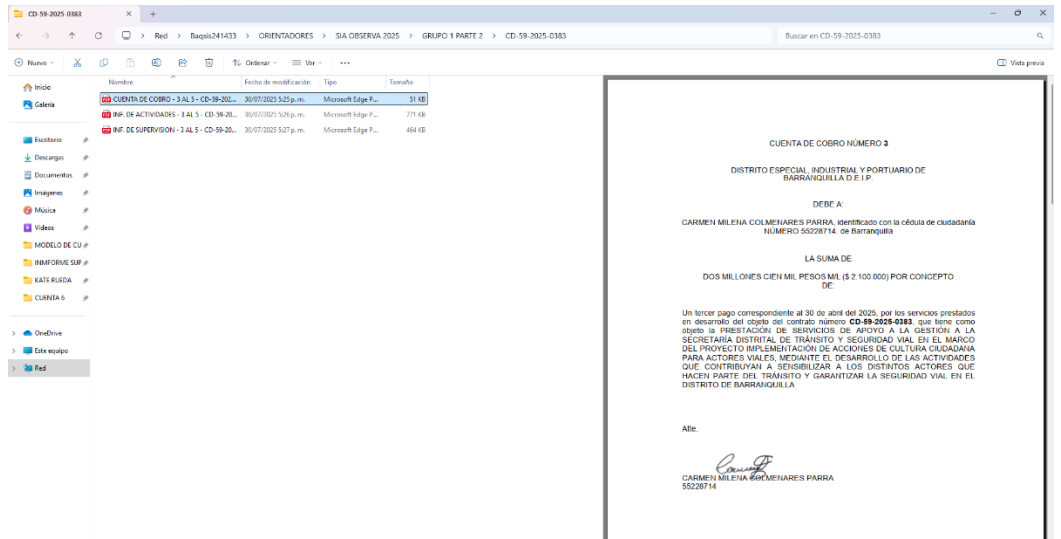 CD-59-2025-0383
Red > Baqsis241433 > ORIENTADORES > SIA OBSERVA 2025 > GRUPO 1 PARTE 2 > CD-59-2025-0383
Buscar en CD-59-2025-0383
Nuevo
Ordenar
Ver
Vista previa
Inicio
Galería
Escritorio
Descargas
Documentos
Imágenes
Música
Videos
MODELO DE CU
INMFORME SUP
KATE RUEDA
CUENTA 6
OneDrive
Este equipo
Red
Nombre Fecha de modificación Tipo Tamaño
CUENTA DE COBRO - 3 AL 5 - CD-59-202... 30/07/2025 5:25 p. m. Microsoft Edge P... 51 KB
INF. DE ACTIVIDADES - 3 AL 5 - CD-59-20... 30/07/2025 5:26 p. m. Microsoft Edge P... 771 KB
INF. DE SUPERVISION - 3 AL 5 - CD-59-20... 30/07/2025 5:27 p. m. Microsoft Edge P... 464 KB
CUENTA DE COBRO NÚMERO 3
DISTRITO ESPECIAL, INDUSTRIAL Y PORTUARIO DE
BARRANQUILLA D.E.I.P.
DEBE A:
CARMEN MILENA COLMENARES PARRA, identificado con la cédula de ciudadanía
NÚMERO 55228714. de Barranquilla
LA SUMA DE
DOS MILLONES CIEN MIL PESOS M/L ($ 2.100.000) POR CONCEPTO
DE:
Un tercer pago correspondiente al 30 de abril del 2025, por los servicios prestados
en desarrollo del objeto del contrato número CD-59-2025-0383, que tiene como
objeto la PRESTACIÓN DE SERVICIOS DE APOYO A LA GESTIÓN A LA
SECRETARÍA DISTRITAL DE TRÁNSITO Y SEGURIDAD VIAL EN EL MARCO
DEL PROYECTO IMPLEMENTACIÓN DE ACCIONES DE CULTURA CIUDADANA
PARA ACTORES VIALES, MEDIANTE EL DESARROLLO DE LAS ACTIVIDADES
QUE CONTRIBUYAN A SENSIBILIZAR A LOS DISTINTOS ACTORES QUE
HACEN PARTE DEL TRÁNSITO Y GARANTIZAR LA SEGURIDAD VIAL EN EL
DISTRITO DE BARRANQUILLA
Atte.
CARMEN MILENA COLMENARES PARRA
55228714